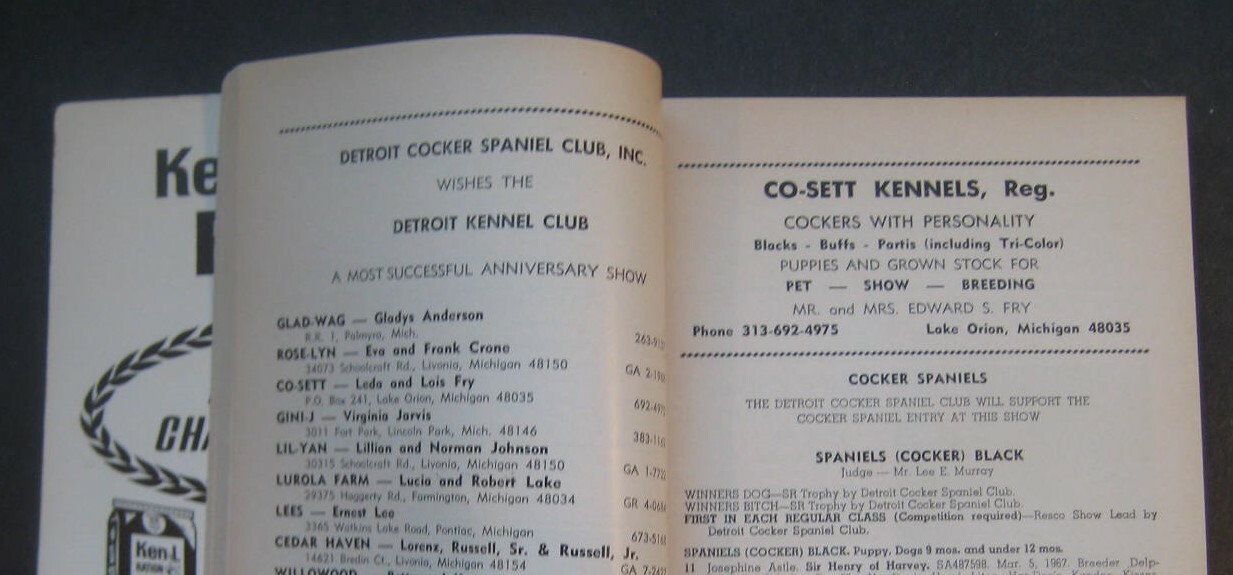 Ke
CHA
Ken-L
RATION
DETROIT COCKER SPANIEL CLUB, INC.
WISHES THE
DETROIT KENNEL CLUB
A MOST SUCCESSFUL ANNIVERSARY SHOW
GLAD-WAG — Gladys Anderson
R.R. 1, Palmyra, Mich.
ROSE-LYN — Eva and Frank Crone
34073 Schoolcraft Rd., Livonia, Michigan 48150
CO-SETT — Leda and Lois Fry
P.O. Box 241, Lake Orion, Michigan 48035
GINI-J — Virginia Jarvis
3011 Fort Park, Lincoln Park, Mich. 48146
LIL-YAN — Lillian and Norman Johnson
30315 Schoolcraft Rd., Livonia, Michigan 48150
LUROLA FARM — Lucia and Robert Lake
29375 Haggerty Rd., Farmington, Michigan 48034
LEES — Ernest Lee
3365 Watkins Lake Road, Pontiac, Michigan
CEDAR HAVEN — Lorenz, Russell, Sr. & Russell, Jr.
14621 Bredin Ct., Livonia, Michigan 48154
WILLOWOOD
CO-SETT KENNELS, Reg.
COCKERS WITH PERSONALITY
Blacks - Buffs - Partis (including Tri-Color)
PUPPIES AND GROWN STOCK FOR
PET — SHOW — BREEDING
MR. and MRS. EDWARD S. FRY
Phone 313-692-4975 Lake Orion, Michigan 48035
COCKER SPANIELS
THE DETROIT COCKER SPANIEL CLUB WILL SUPPORT THE
COCKER SPANIEL ENTRY AT THIS SHOW
SPANIELS (COCKER) BLACK
Judge — Mr. Lee E. Murray
WINNERS DOG—SR Trophy by Detroit Cocker Spaniel Club.
WINNERS BITCH—SR Trophy by Detroit Cocker Spaniel Club.
FIRST IN EACH REGULAR CLASS (Competition required)—Resco Show Lead by
Detroit Cocker Spaniel Club.
SPANIELS (COCKER) BLACK. Puppy, Dogs 9 mos. and under 12 mos.
11 Josephine Astle. Sir Henry of Harvey. SA487598. Mar. 5, 1967. Breeder Delp-